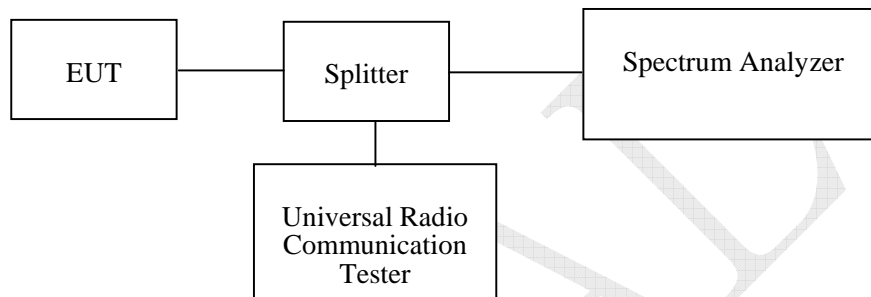 EUT
Splitter
Spectrum Analyzer
Universal Radio
Communication
Tester